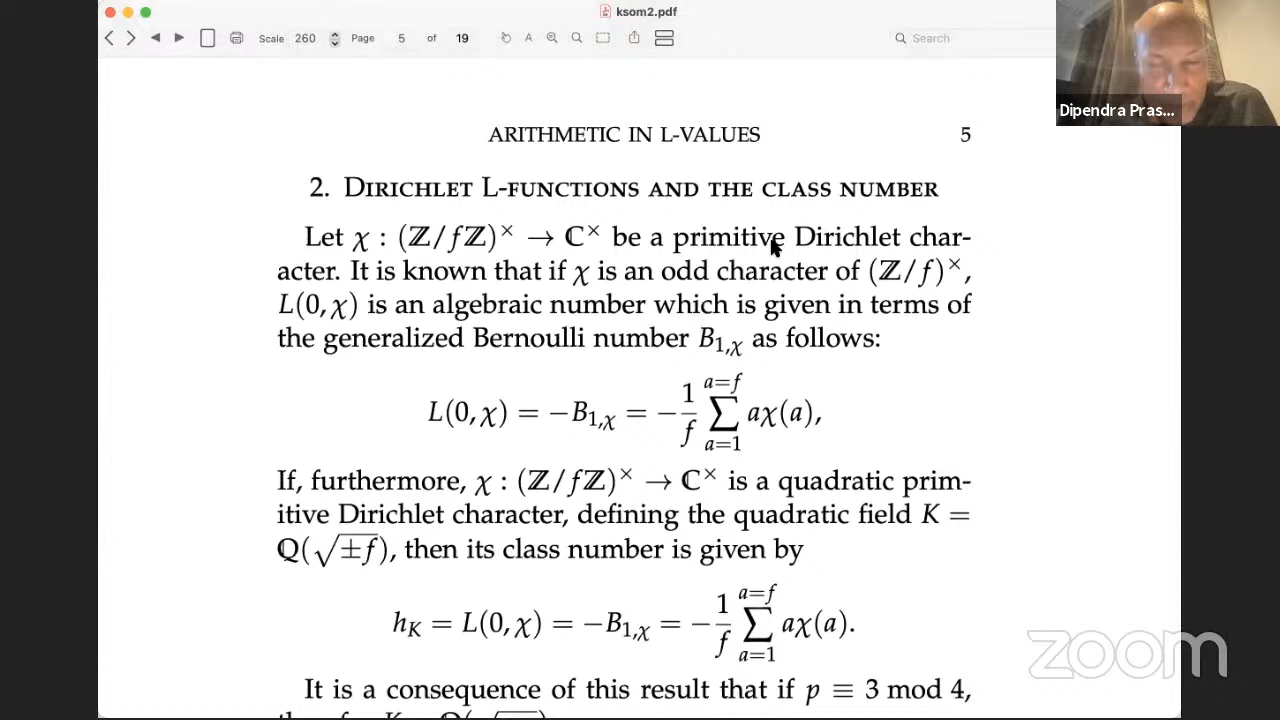 ksom2.pdf
Scale 260 Page 5 of 19 Search
Dipendra Pras...
ARITHMETIC IN L-VALUES 5
2. DIRICHLET L-FUNCTIONS AND THE CLASS NUMBER
Let χ : (ℤ/fℤ)^× → ℂ^× be a primitive Dirichlet char-
acter. It is known that if χ is an odd character of (ℤ/f)^×,
L(0, χ) is an algebraic number which is given in terms of
the generalized Bernoulli number B_{1,χ} as follows:
L(0, χ) = −B_{1,χ} = −\frac{1}{f} \sum_{a=1}^{a=f} aχ(a),
If, furthermore, χ : (ℤ/fℤ)^× → ℂ^× is a quadratic prim-
itive Dirichlet character, defining the quadratic field K =
ℚ(√±f), then its class number is given by
h_K = L(0, χ) = −B_{1,χ} = −\frac{1}{f} \sum_{a=1}^{a=f} aχ(a).
It is a consequence of this result that if p ≡ 3 mod 4,
zoom